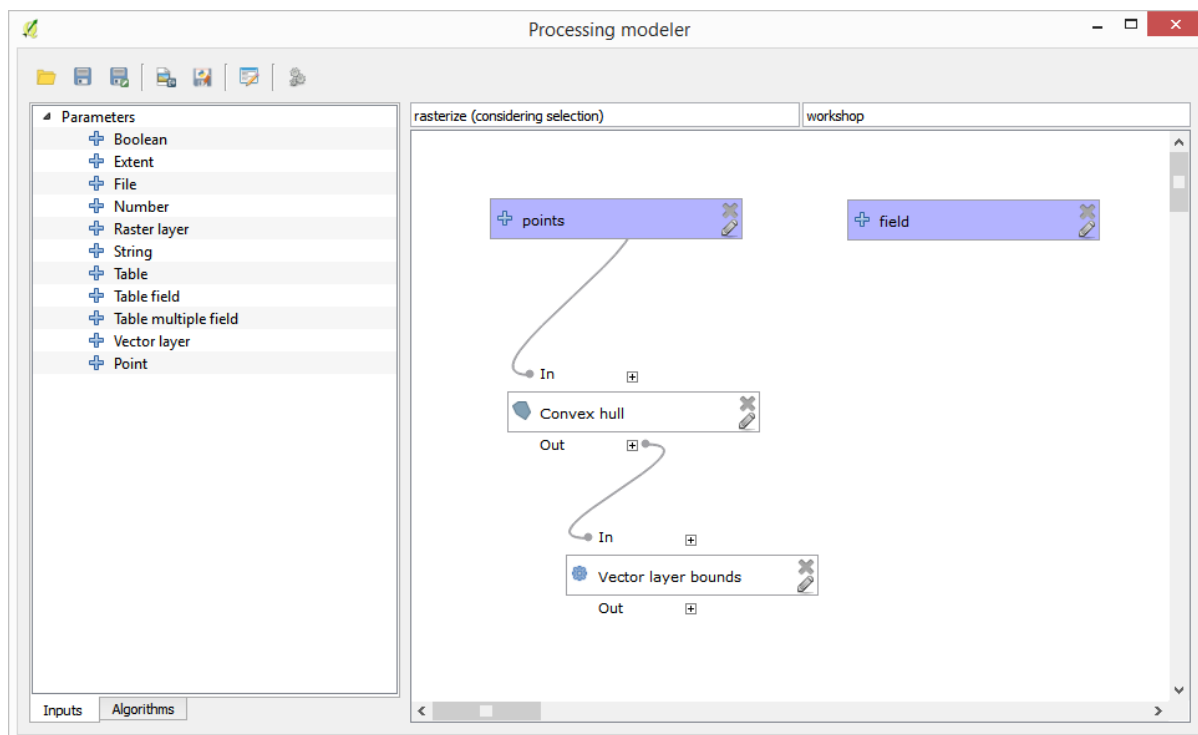 Processing modeler
Parameters
Boolean
Extent
File
Number
Raster layer
String
Table
Table field
Table multiple field
Vector layer
Point
Inputs
Algorithms
rasterize (considering selection)
workshop
points
field
In
Convex hull
Out
In
Vector layer bounds
Out